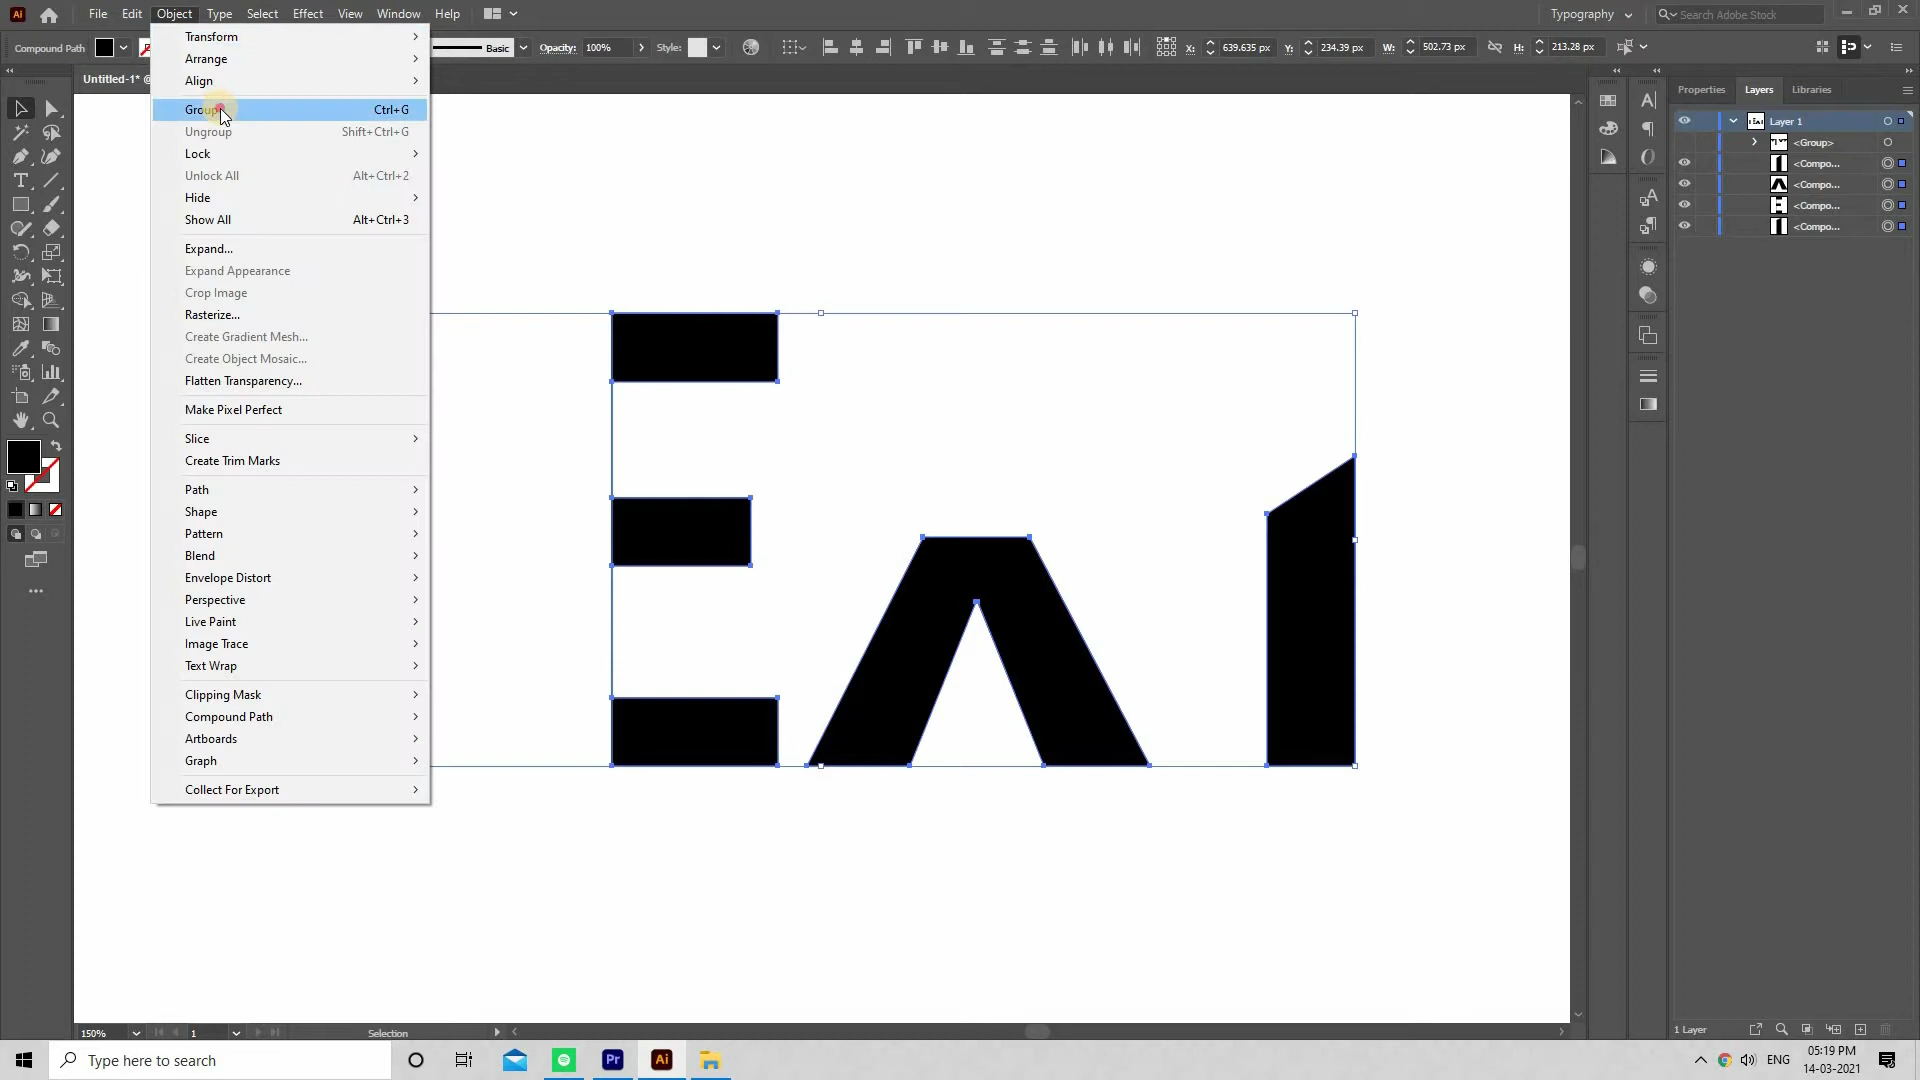 Ai File Edit Object Type Select Effect View Window Help Typography Search Adobe Stock
Compound Path Basic Opacity: 100% Style: X: 639.635 px Y: 234.39 px W: 502.73 px H: 213.28 px
Untitled-1* @
Transform
Arrange
Align
Group Ctrl+G
Ungroup Shift+Ctrl+G
Lock
Unlock All Alt+Ctrl+2
Hide
Show All Alt+Ctrl+3
Expand...
Expand Appearance
Crop Image
Rasterize...
Create Gradient Mesh...
Create Object Mosaic...
Flatten Transparency...
Make Pixel Perfect
Slice
Create Trim Marks
Path
Shape
Pattern
Blend
Envelope Distort
Perspective
Live Paint
Image Trace
Text Wrap
Clipping Mask
Compound Path
Artboards
Graph
Collect For Export
Properties Layers Libraries
Layer 1
<Group>
<Compo...
<Compo...
<Compo...
<Compo...
150% 1 Selection
1 Layer
Type here to search
Pr Ai
ENG
05:19 PM
14-03-2021